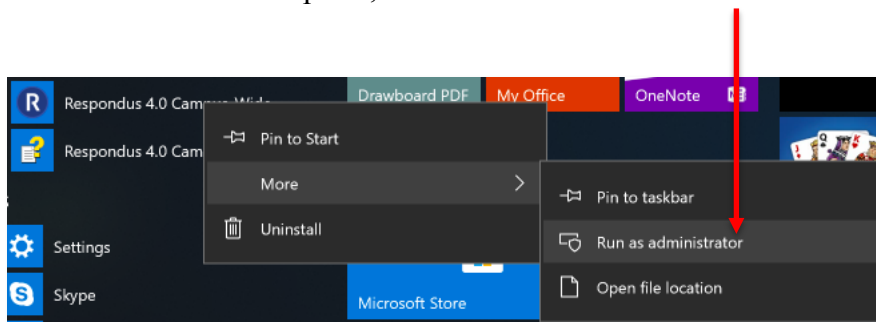 R
Respondus 4.0 Campus-Wide
Respondus 4.0 Cam
Settings
Skype
Pin to Start
More
Uninstall
Drawboard PDF
My Office
OneNote
Microsoft Store
Pin to taskbar
Run as administrator
Open file location